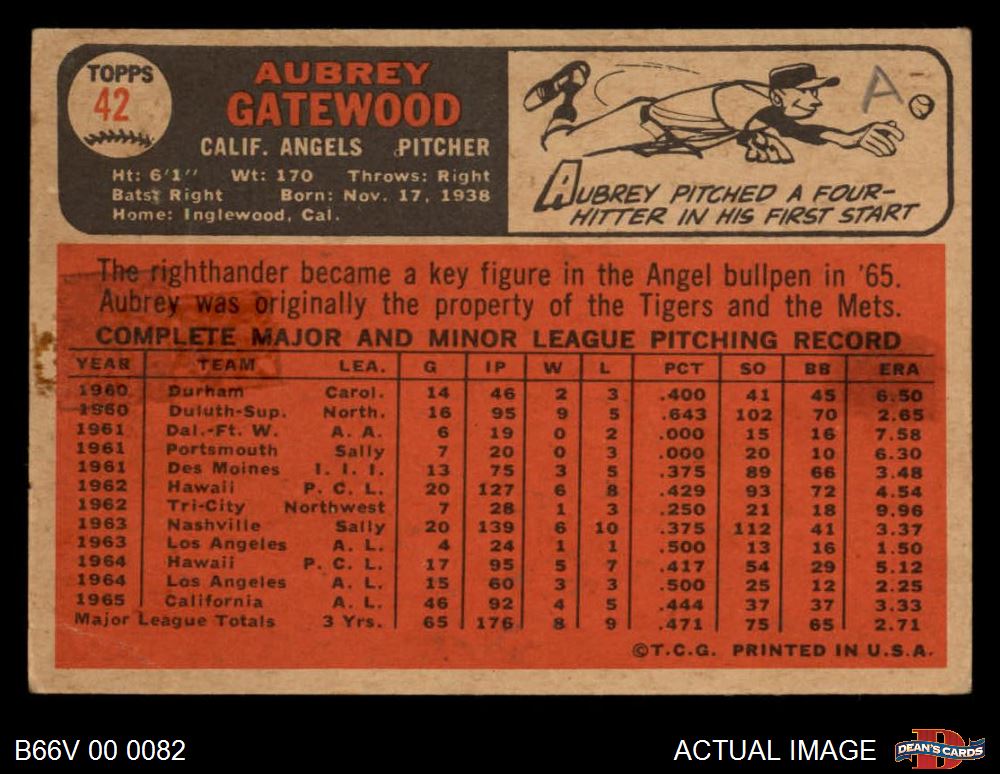 TOPPS
42
AUBREY
GATEWOOD
CALIF. ANGELS PITCHER
Ht: 6'1" Wt: 170 Throws: Right
Bats: Right Born: Nov. 17, 1938
Home: Inglewood, Cal.
A
AUBREY PITCHED A FOUR-
HITTER IN HIS FIRST START
The righthander became a key figure in the Angel bullpen in '65.
Aubrey was originally the property of the Tigers and the Mets.
COMPLETE MAJOR AND MINOR LEAGUE PITCHING RECORD
YEAR TEAM LEA. G IP W L PCT SO BB ERA
1960 Durham Carol. 14 46 2 3 .400 41 45 6.50
1960 Duluth-Sup. North. 16 95 9 5 .643 102 70 2.65
1961 Dal.-Ft. W. A. A. 6 19 0 2 .000 15 16 7.58
1961 Portsmouth Sally 7 20 0 3 .000 20 10 6.30
1961 Des Moines I. I. I. 13 75 3 5 .375 89 66 3.48
1962 Hawaii P. C. L. 20 127 6 8 .429 93 72 4.54
1962 Tri-City Northwest 7 28 1 3 .250 21 18 9.96
1963 Nashville Sally 20 139 6 10 .375 112 41 3.37
1963 Los Angeles A. L. 4 24 1 1 .500 13 16 1.50
1964 Hawaii P. C. L. 17 95 5 7 .417 54 29 5.12
1964 Los Angeles A. L. 15 60 3 3 .500 25 12 2.25
1965 California A. L. 46 92 4 5 .444 37 37 3.33
Major League Totals 3 Yrs. 65 176 8 9 .471 75 65 2.71
©T.C.G. PRINTED IN U.S.A.
B66V 00 0082
ACTUAL IMAGE
DEAN'S CARDS